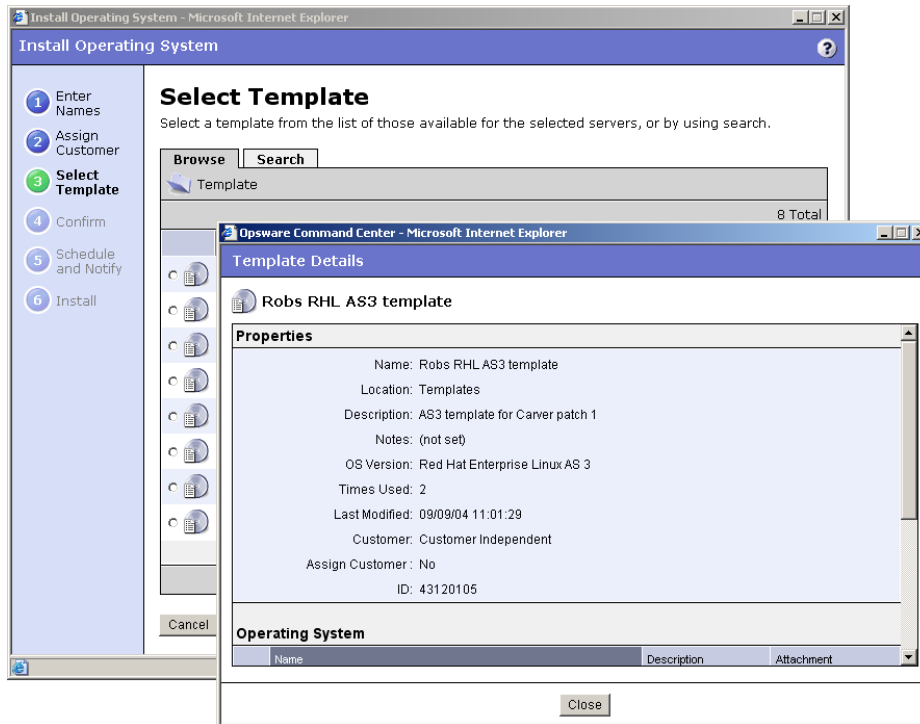 Install Operating System - Microsoft Internet Explorer
Install Operating System
?
1 Enter Names
2 Assign Customer
3 Select Template
4 Confirm
5 Schedule and Notify
6 Install
Select Template
Select a template from the list of those available for the selected servers, or by using search.
Browse Search
Template
8 Total
Cancel
Opsware Command Center - Microsoft Internet Explorer
Template Details
Robs RHL AS3 template
Properties
Name: Robs RHL AS3 template
Location: Templates
Description: AS3 template for Carver patch 1
Notes: (not set)
OS Version: Red Hat Enterprise Linux AS 3
Times Used: 2
Last Modified: 09/09/04 11:01:29
Customer: Customer Independent
Assign Customer : No
ID: 43120105
Operating System
Name Description Attachment
Close